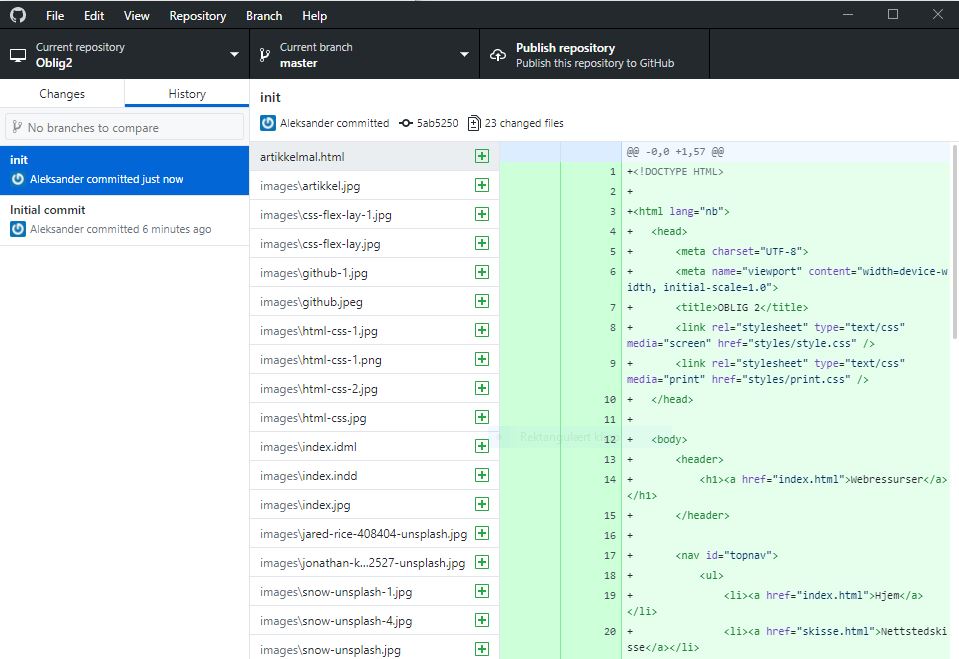 File Edit View Repository Branch Help
Current repository
Oblig2
Current branch
master
Publish repository
Publish this repository to GitHub
Changes
History
No branches to compare
init
Aleksander committed just now
Initial commit
Aleksander committed 6 minutes ago
init
Aleksander committed 5ab5250 23 changed files
artikkelmal.html
images\artikkel.jpg
images\css-flex-lay-1.jpg
images\css-flex-lay.jpg
images\github-1.jpg
images\github.jpeg
images\html-css-1.jpg
images\html-css-1.png
images\html-css-2.jpg
images\html-css.jpg
images\index.idml
images\index.indd
images\index.jpg
images\jared-rice-408404-unsplash.jpg
images\jonathan-k...2527-unsplash.jpg
images\snow-unsplash-1.jpg
images\snow-unsplash-4.jpg
images\snow-unsplash.jpg
@@ -0,0 +1,57 @@
1 +<!DOCTYPE HTML>
2 +
3 +<html lang="nb">
4 + <head>
5 + <meta charset="UTF-8">
6 + <meta name="viewport" content="width=device-w
idth, initial-scale=1.0">
7 + <title>OBLIG 2</title>
8 + <link rel="stylesheet" type="text/css"
media="screen" href="styles/style.css" />
9 + <link rel="stylesheet" type="text/css"
media="print" href="styles/print.css" />
10 + </head>
11 +
12 + <body>
13 + <header>
14 + <h1><a href="index.html">Webressurser</a>
</h1>
15 + </header>
16 +
17 + <nav id="topnav">
18 + <ul>
19 + <li><a href="index.html">Hjem</a>
</li>
20 + <li><a href="skisse.html">Nettstedski
sse</a></li>
Rektangulært